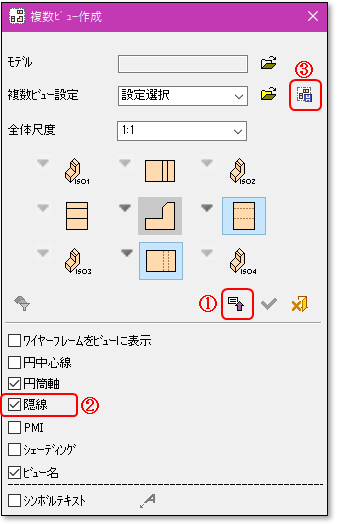 複数ビュー作成
③
モデル
複数ビュー設定 設定選択
全体尺度 1:1
ISO1 ISO2
ISO3 ISO4
①
ワイヤーフレームをビューに表示
円中心線
円筒軸
隠線 ②
PMI
シェーディング
ビュー名
シンボルテキスト A